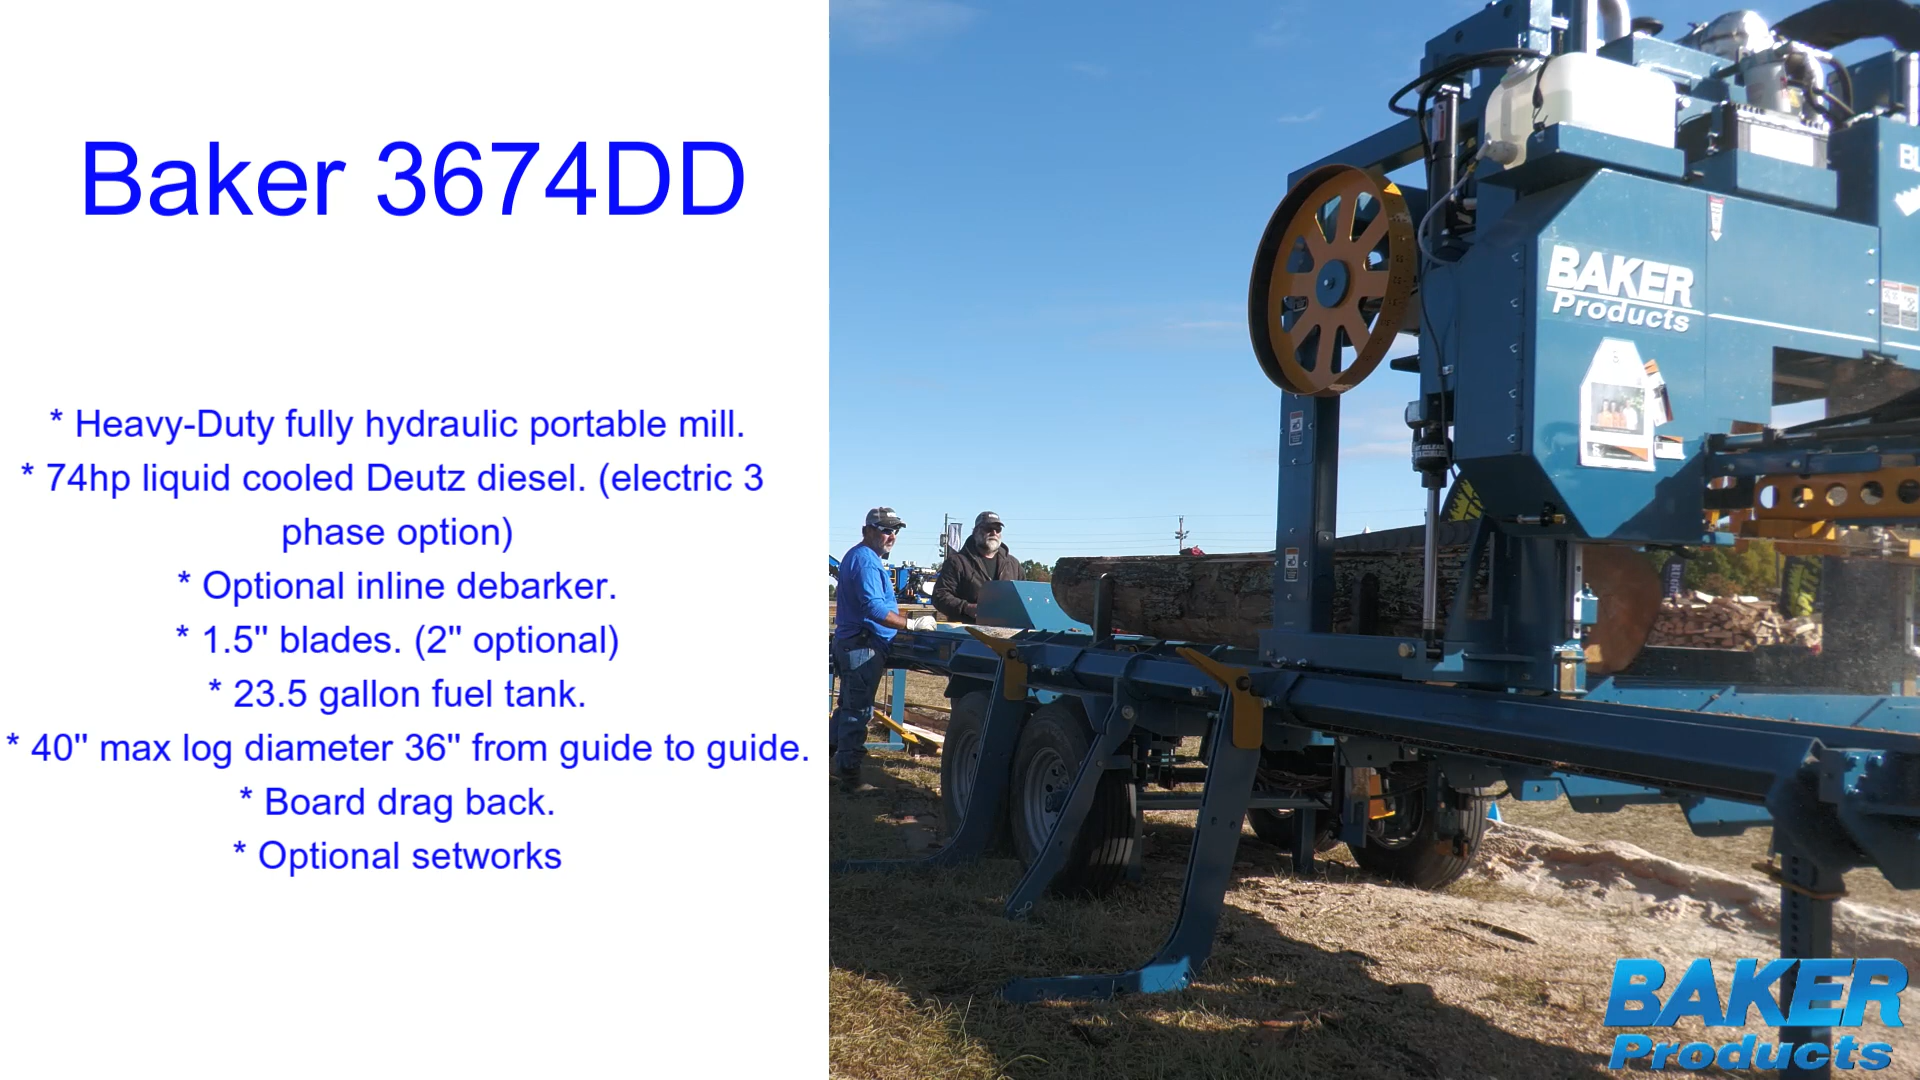 Baker 3674DD
* Heavy-Duty fully hydraulic portable mill.
* 74hp liquid cooled Deutz diesel. (electric 3
phase option)
* Optional inline debarker.
* 1.5" blades. (2" optional)
* 23.5 gallon fuel tank.
* 40" max log diameter 36" from guide to guide.
* Board drag back.
* Optional setworks
BAKER
Products
BAKER
Products